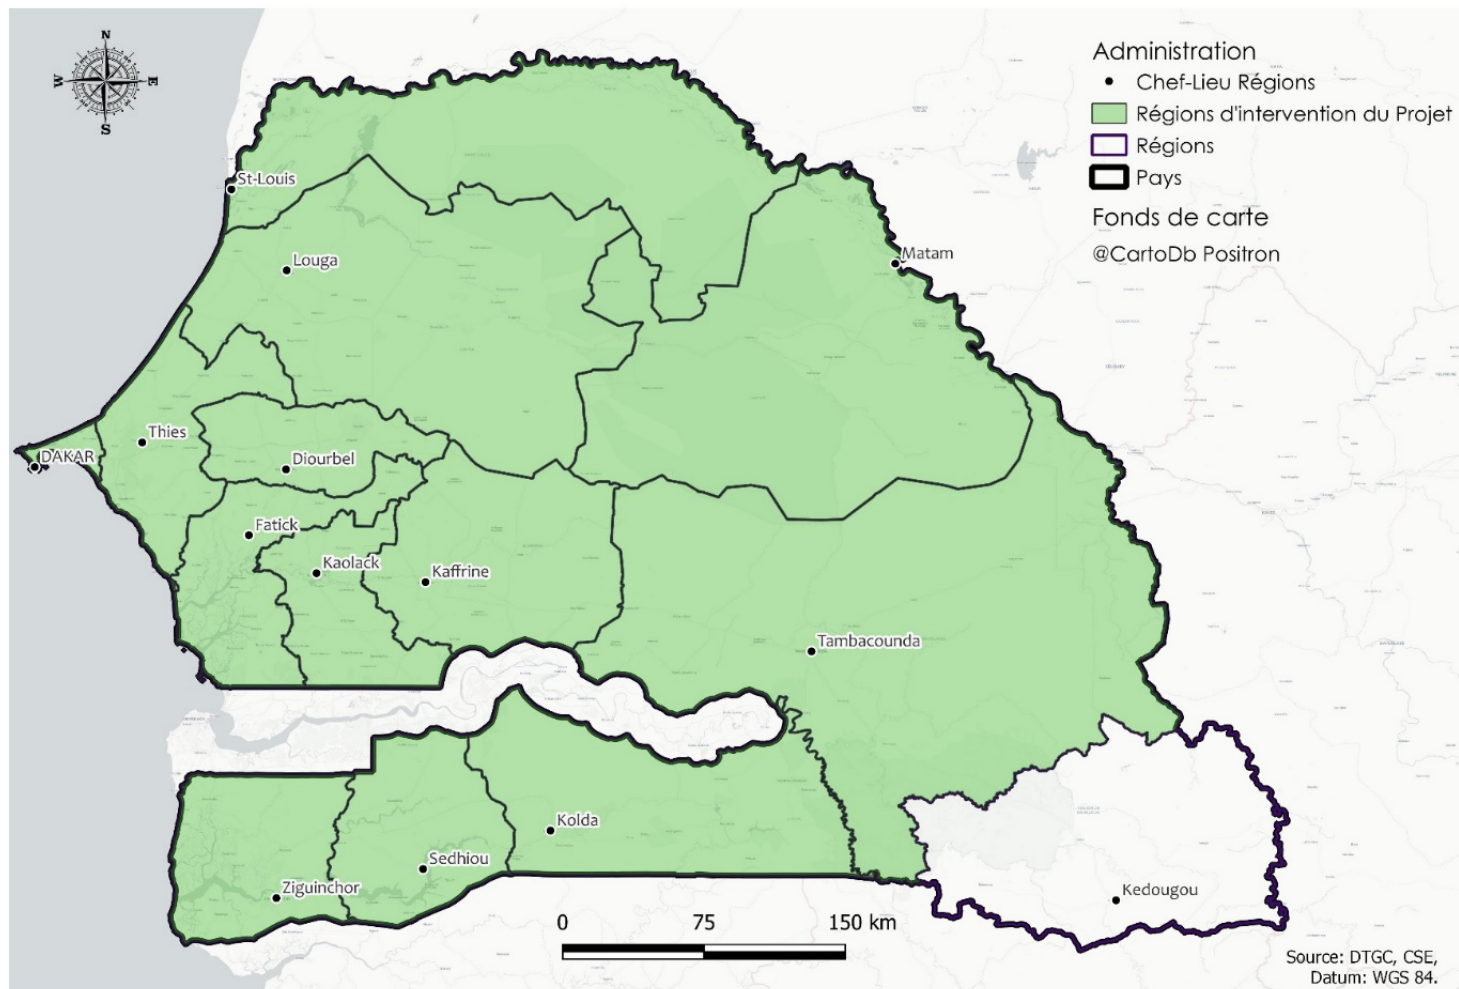 N
W
E
S
Administration
Chef-Lieu Régions
Régions d'intervention du Projet
Régions
Pays
Fonds de carte
@CartoDb Positron
St-Louis
Louga
Matam
Thies
DAKAR
Diourbel
Fatick
Kaolack
Kaffrine
Tambacounda
Kolda
Sedhiou
Ziguinchor
Kedougou
0 75 150 km
Source: DTGC, CSE,
Datum: WGS 84.